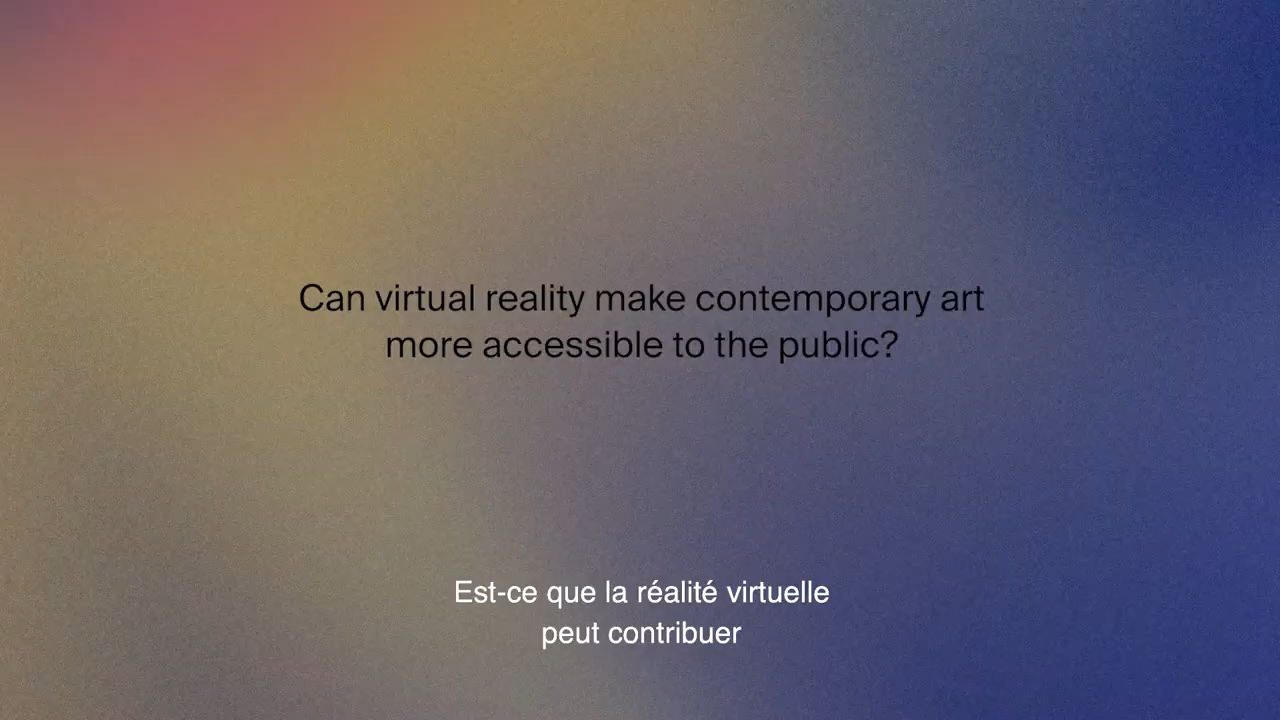 Can virtual reality make contemporary art
more accessible to the public?
Est-ce que la réalité virtuelle
peut contribuer